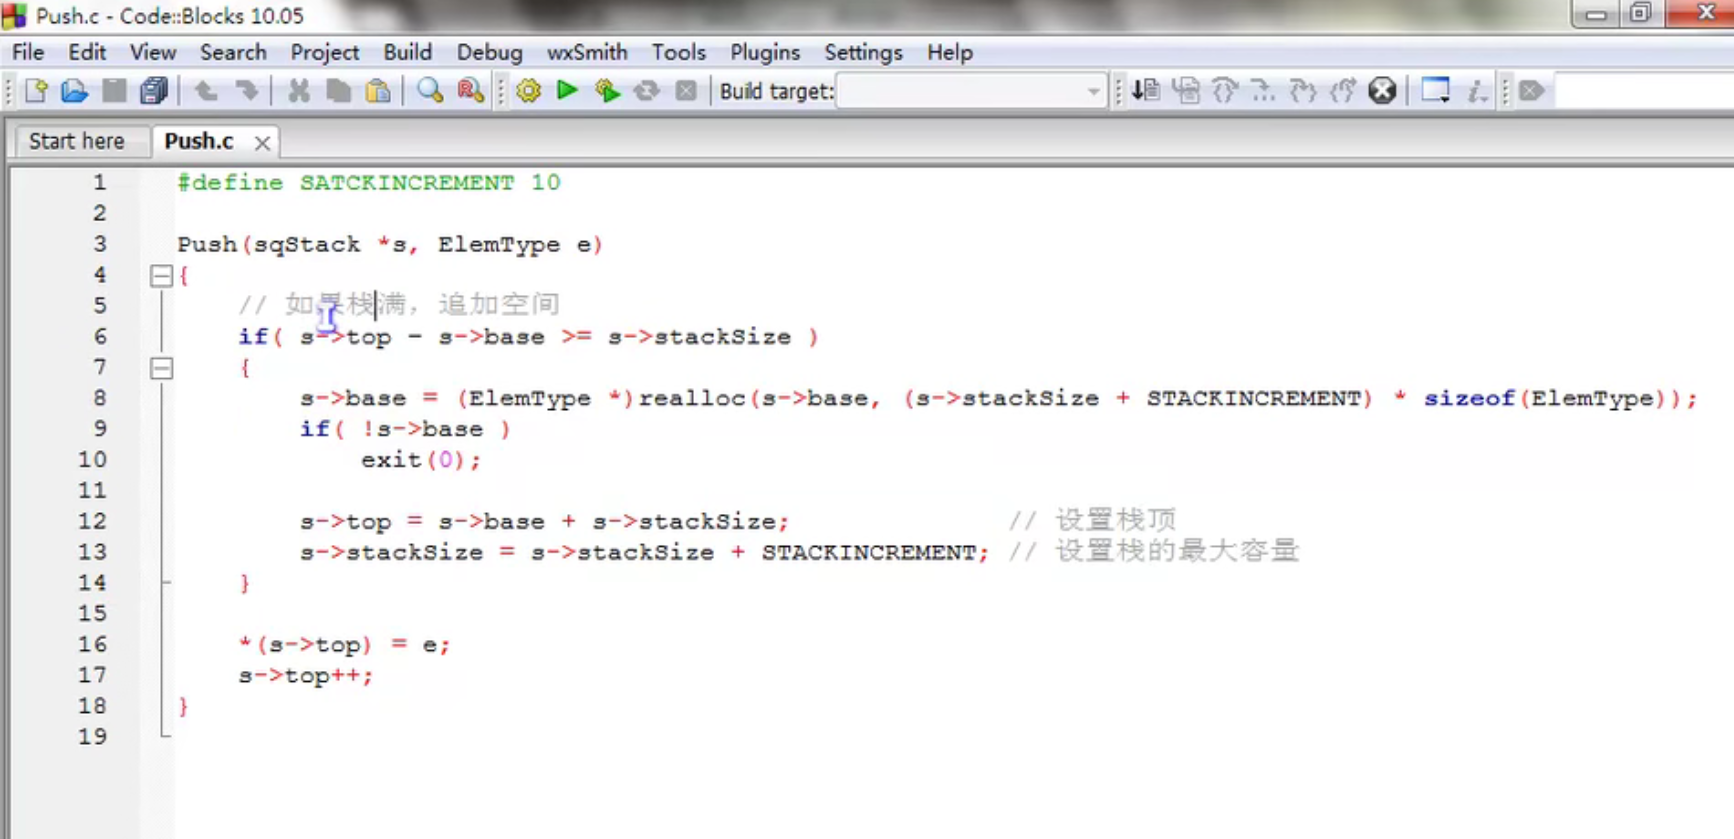 Push.c - Code::Blocks 10.05
File Edit View Search Project Build Debug wxSmith Tools Plugins Settings Help
Build target:
Start here Push.c
1 #define SATCKINCREMENT 10
2
3 Push(sqStack *s, ElemType e)
4 {
5 // 如果栈满，追加空间
6 if( s->top - s->base >= s->stackSize )
7 {
8 s->base = (ElemType *)realloc(s->base, (s->stackSize + STACKINCREMENT) * sizeof(ElemType));
9 if( !s->base )
10 exit(0);
11
12 s->top = s->base + s->stackSize; // 设置栈顶
13 s->stackSize = s->stackSize + STACKINCREMENT; // 设置栈的最大容量
14 }
15
16 *(s->top) = e;
17 s->top++;
18 }
19